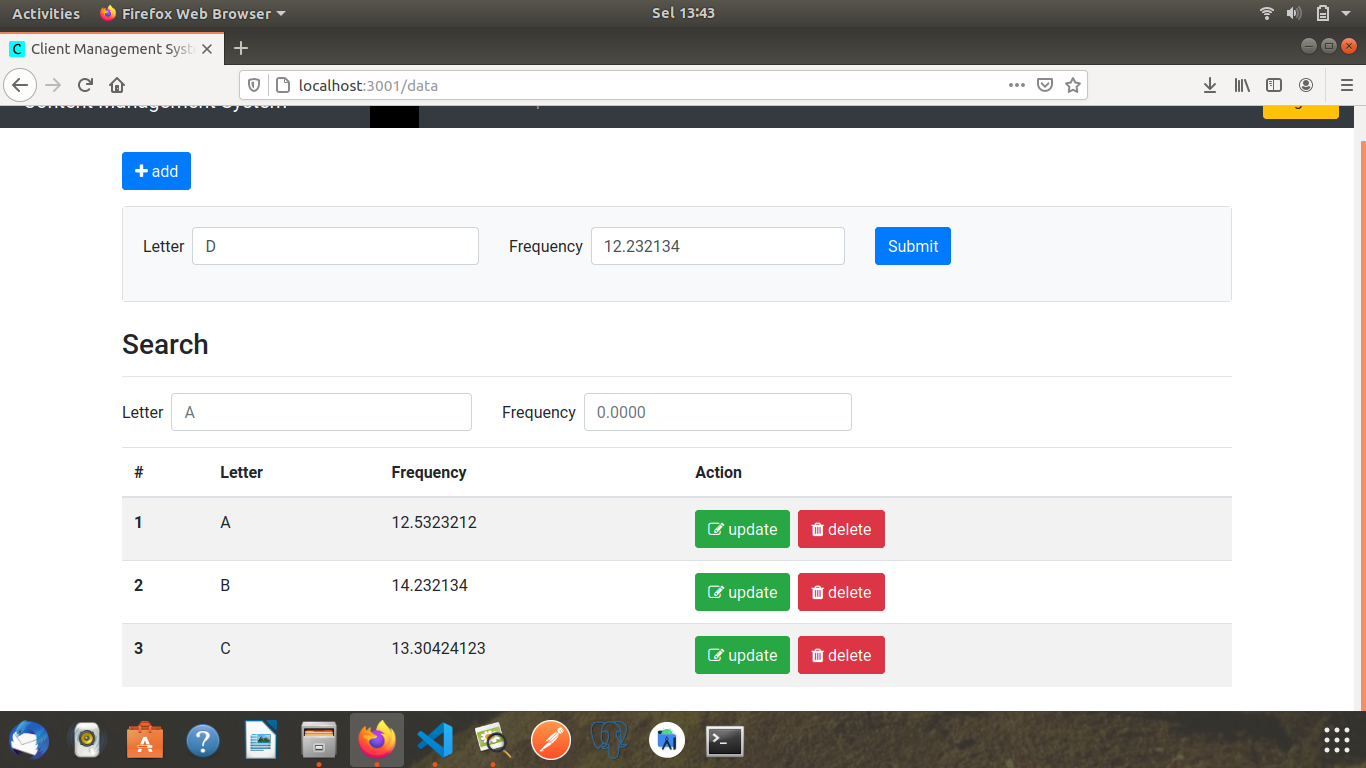 Activities Firefox Web Browser Sel 13:43
C Client Management Syst
localhost:3001/data
Content Management System
add
Letter D Frequency 12.232134 Submit
Search
Letter A Frequency 0.0000
# Letter Frequency Action
1 A 12.5323212 update delete
2 B 14.232134 update delete
3 C 13.30424123 update delete